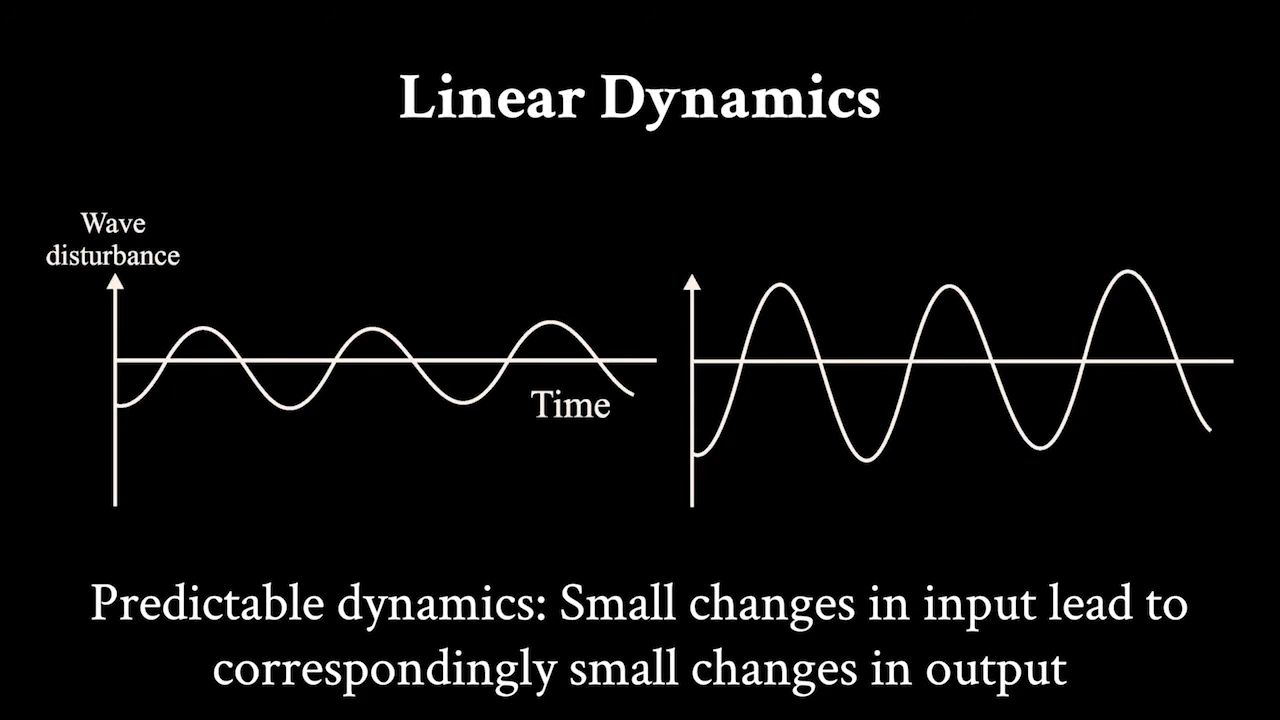 Linear Dynamics
Wave
disturbance
Time
Predictable dynamics: Small changes in input lead to
correspondingly small changes in output